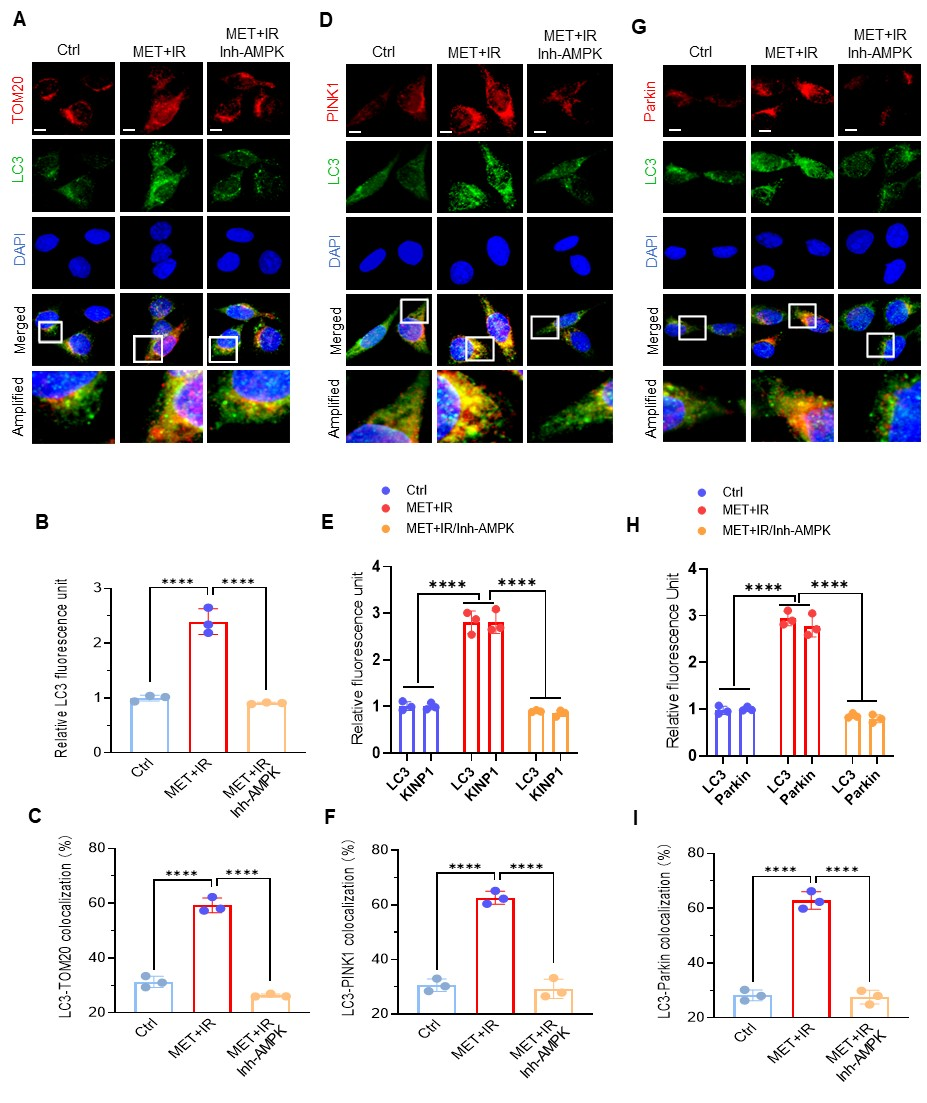 A
Ctrl
MET+IR
MET+IR
Inh-AMPK
TOM20
LC3
DAPI
Merged
Amplified
D
Ctrl
MET+IR
MET+IR
Inh-AMPK
PINK1
LC3
DAPI
Merged
Amplified
G
Ctrl
MET+IR
MET+IR
Inh-AMPK
Parkin
LC3
DAPI
Merged
Amplified
B
Relative LC3 fluorescence unit
3
2
1
0
**** ****
Ctrl
MET+IR
MET+IR
Inh-AMPK
E
Ctrl
MET+IR
MET+IR/Inh-AMPK
Relative fluorescence unit
4
3
2
1
0
**** ****
LC3
KINP1
LC3
KINP1
LC3
KINP1
H
Ctrl
MET+IR
MET+IR/Inh-AMPK
Relative fluorescence Unit
4
3
2
1
0
**** ****
LC3
Parkin
LC3
Parkin
LC3
Parkin
C
LC3-TOM20 colocalization (%)
80
60
40
20
**** ****
Ctrl
MET+IR
MET+IR
Inh-AMPK
F
LC3-PINK1 colocalization (%)
80
60
40
20
**** ****
Ctrl
MET+IR
MET+IR
Inh-AMPK
I
LC3-Parkin colocalization (%)
80
60
40
20
**** ****
Ctrl
MET+IR
MET+IR
Inh-AMPK